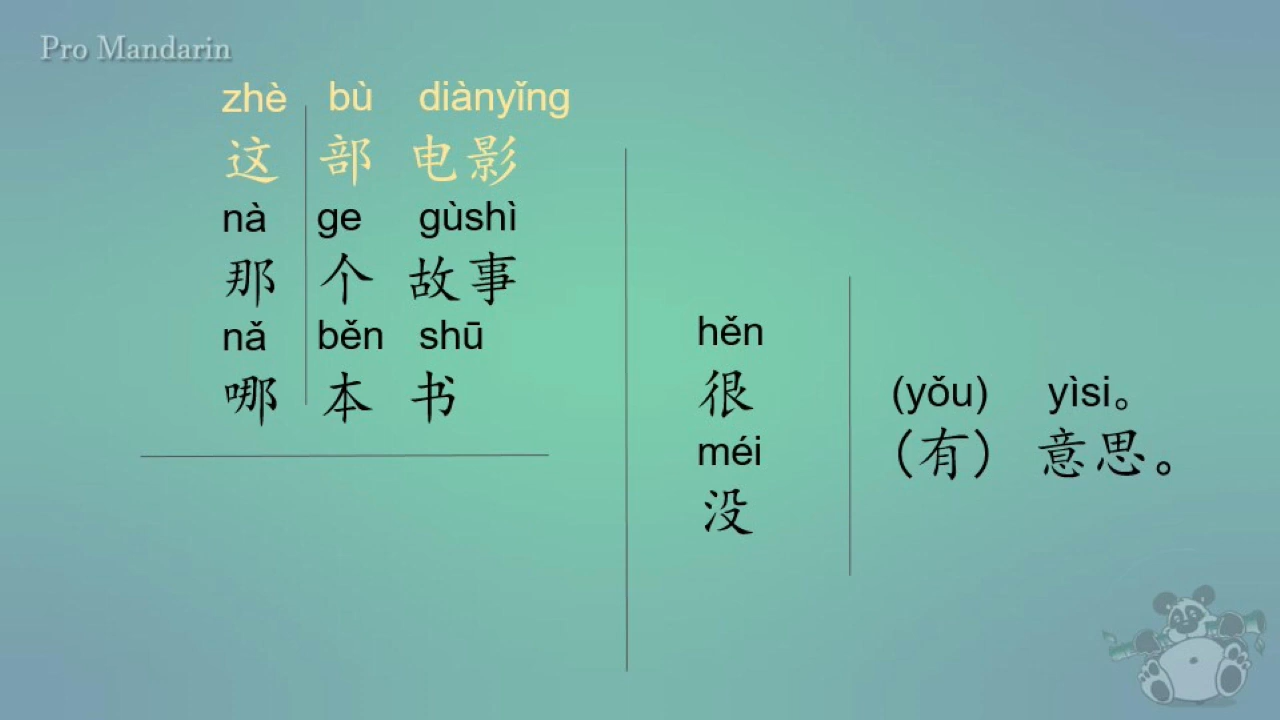 Pro Mandarin
zhè bù diànyǐng
这 部 电影
nà ge gùshì
那 个 故事
nǎ běn shū
哪 本 书
hěn
很
méi
没
(yǒu) yìsi。
（有） 意思。